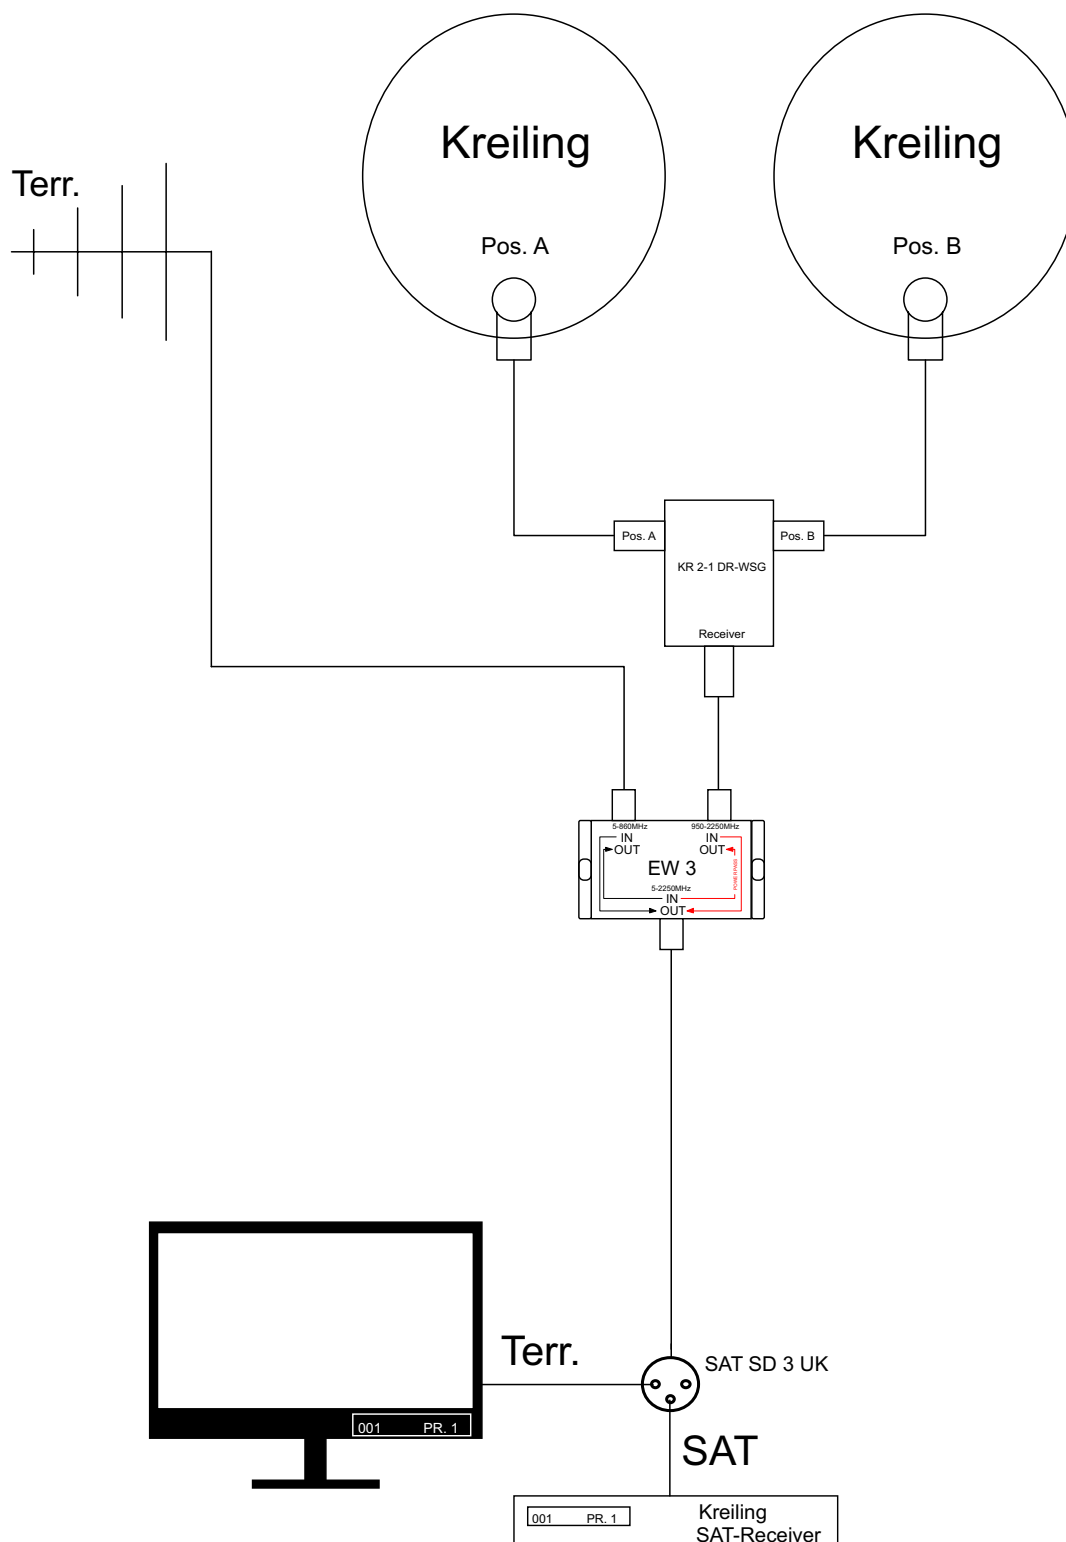 Kreiling
Kreiling
Terr.
Pos. A
Pos. B
Pos. A
Pos. B
KR 2-1 DR-WSG
Receiver
5-860MHz
950-2250MHz
IN
IN
OUT
OUT
EW 3
POWER PASS
5-2250MHz
IN
OUT
Terr.
SAT SD 3 UK
001 PR. 1
SAT
001 PR. 1
Kreiling
SAT-Receiver